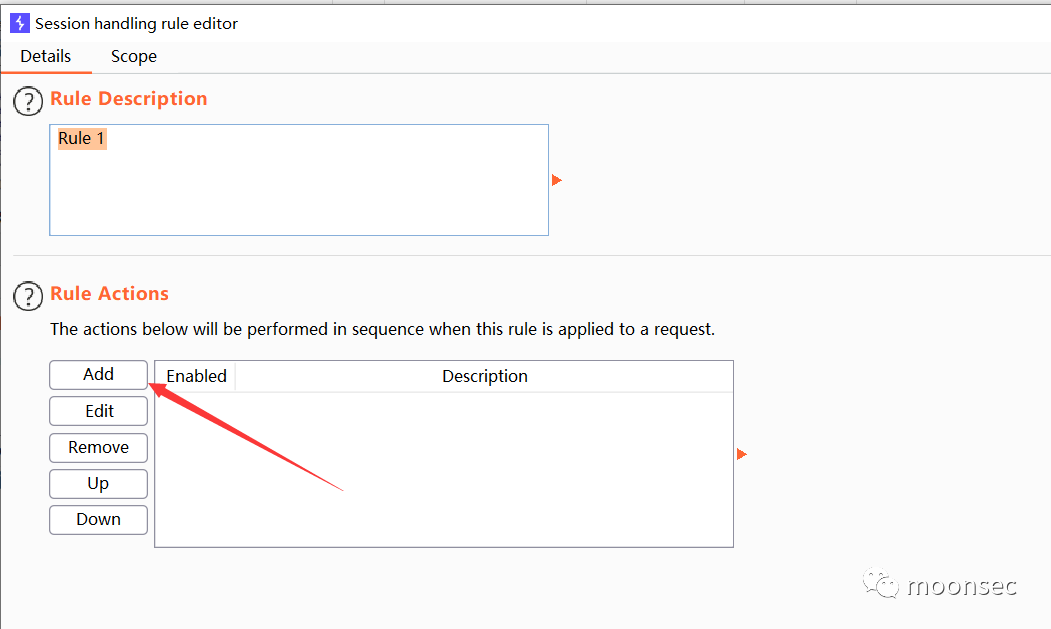 Session handling rule editor
Details Scope
? Rule Description
Rule 1
? Rule Actions
The actions below will be performed in sequence when this rule is applied to a request.
Add Enabled Description
Edit
Remove
Up
Down
moonsec